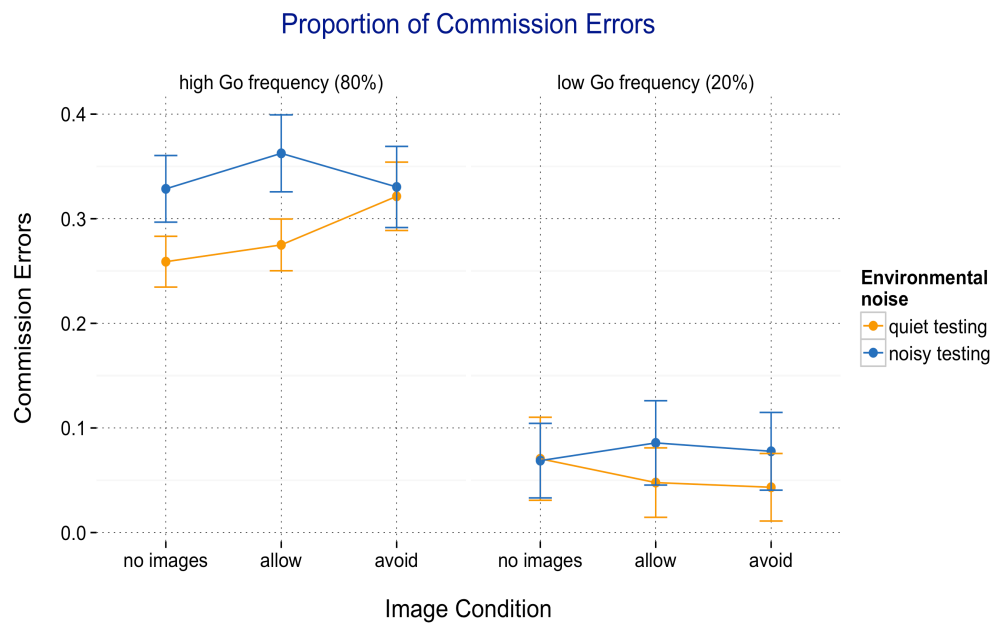 Proportion of Commission Errors
high Go frequency (80%)
low Go frequency (20%)
0.4
0.3
0.2
0.1
0.0
Commission Errors
no images
allow
avoid
no images
allow
avoid
Image Condition
Environmental
noise
quiet testing
noisy testing